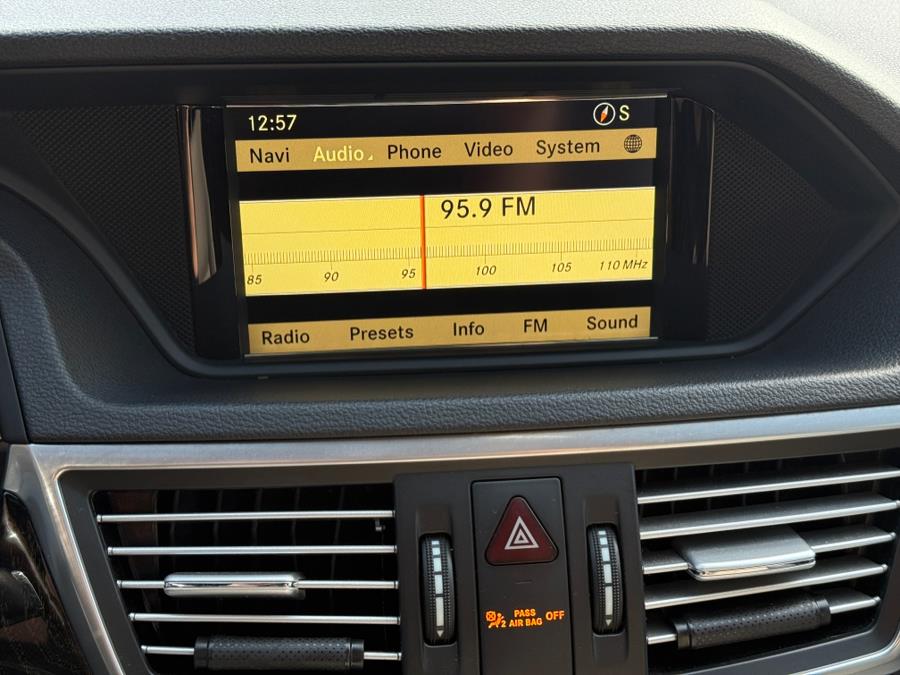 12:57 S
Navi Audio Phone Video System
95.9 FM
85 90 95 100 105 110 MHz
Radio Presets Info FM Sound
PASS
2 AIR BAG OFF